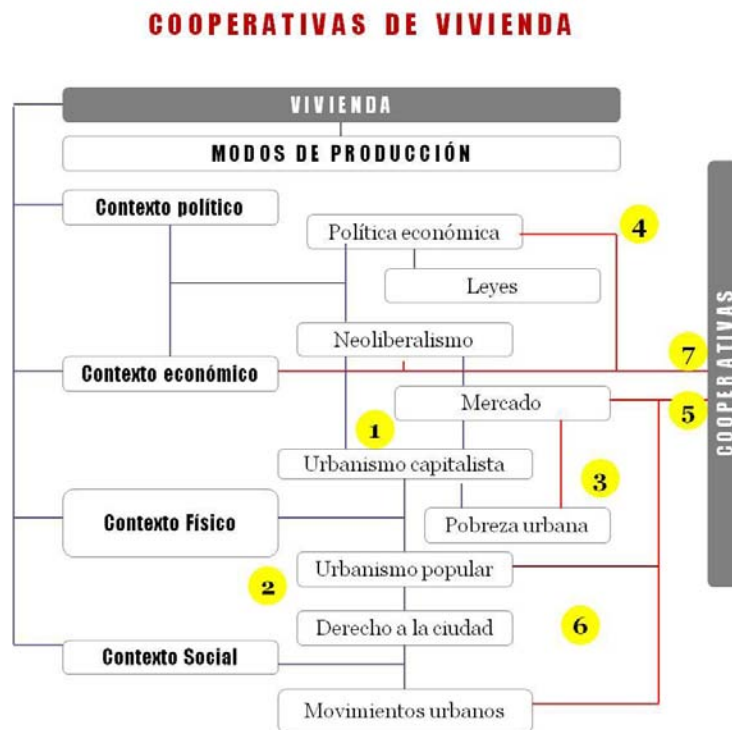 COOPERATIVAS DE VIVIENDA
VIVIENDA
MODOS DE PRODUCCIÓN
Contexto político
Política económica
4
Leyes
Neoliberalismo
7
Contexto económico
Mercado
5
COOPERATIVAS
1
Urbanismo capitalista
3
Contexto Físico
Pobreza urbana
Urbanismo popular
2
Derecho a la ciudad
6
Contexto Social
Movimientos urbanos